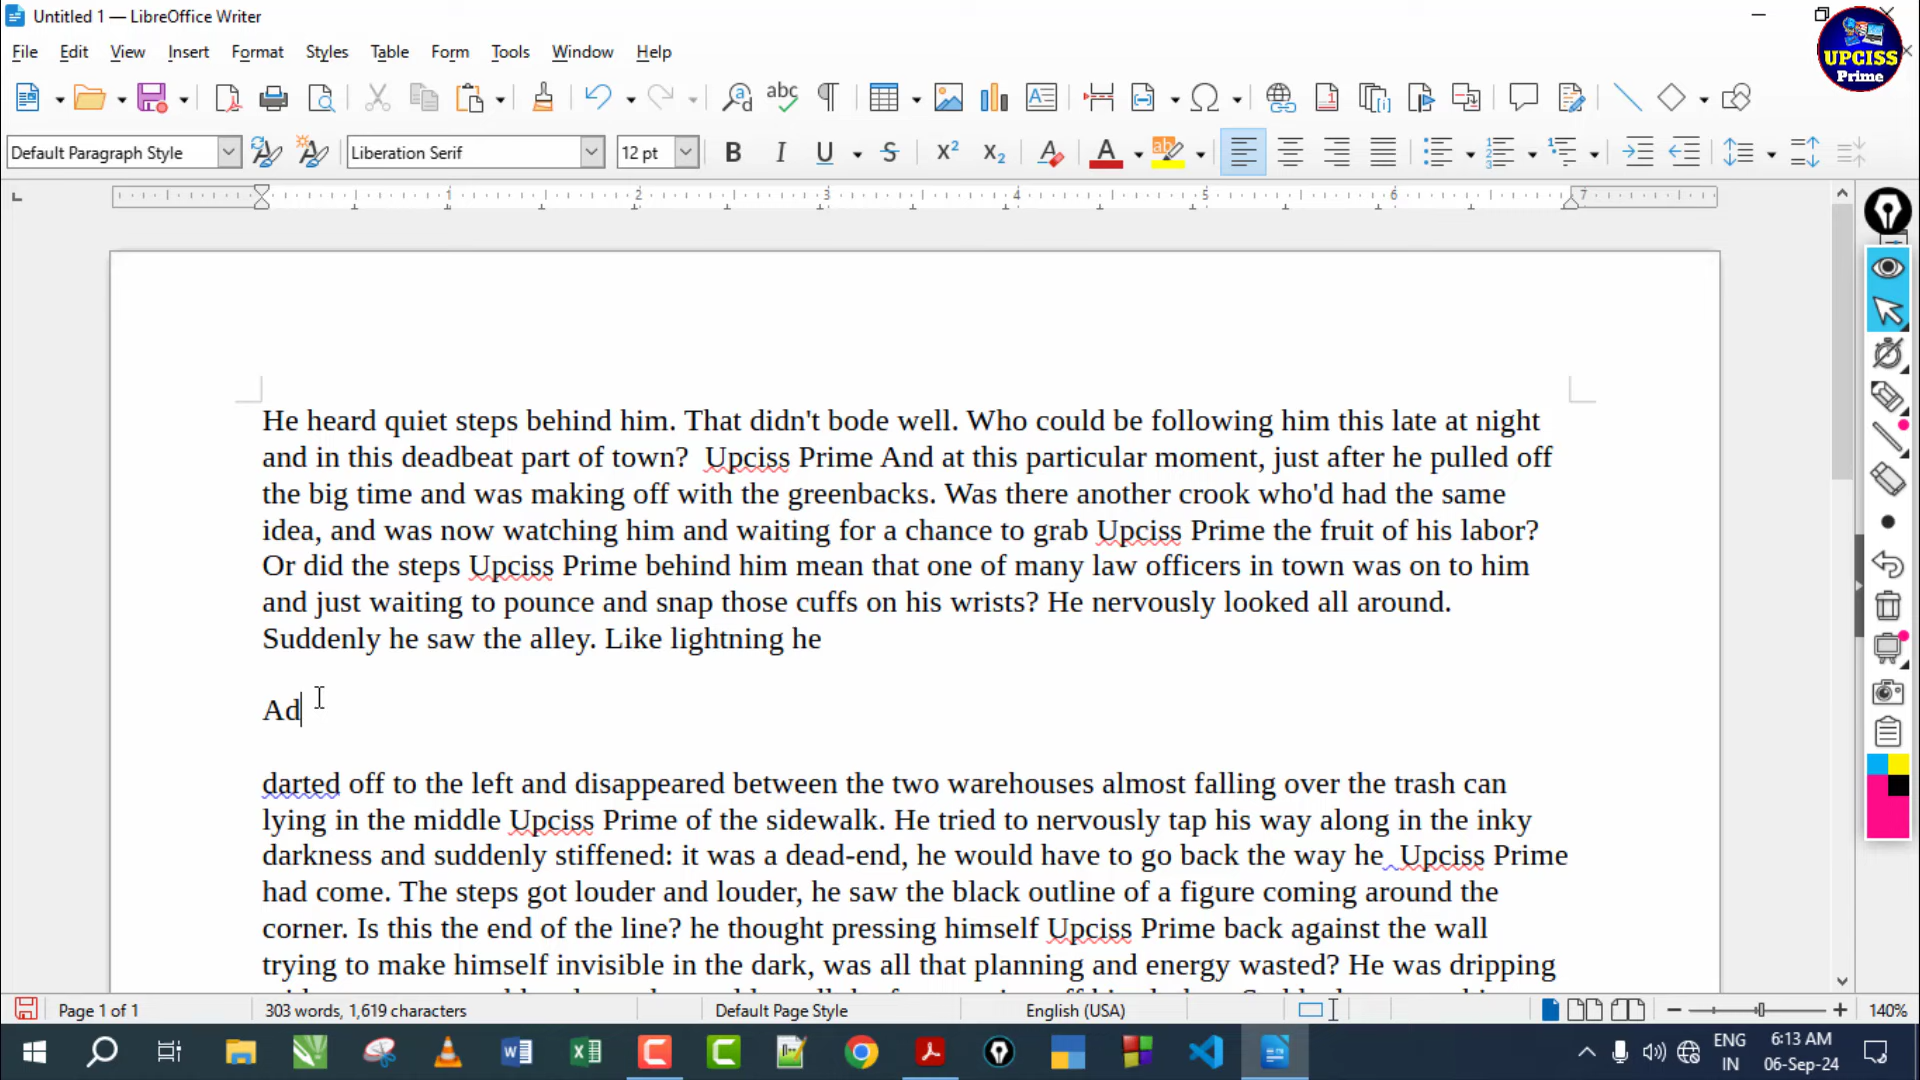 Untitled 1 — LibreOffice Writer
UPCISS
Prime
File Edit View Insert Format Styles Table Form Tools Window Help
Default Paragraph Style Liberation Serif 12 pt
1 2 3 4 5 6 7
He heard quiet steps behind him. That didn't bode well. Who could be following him this late at night
and in this deadbeat part of town?  Upciss Prime And at this particular moment, just after he pulled off
the big time and was making off with the greenbacks. Was there another crook who'd had the same
idea, and was now watching him and waiting for a chance to grab Upciss Prime the fruit of his labor?
Or did the steps Upciss Prime behind him mean that one of many law officers in town was on to him
and just waiting to pounce and snap those cuffs on his wrists? He nervously looked all around.
Suddenly he saw the alley. Like lightning he
Ad
darted off to the left and disappeared between the two warehouses almost falling over the trash can
lying in the middle Upciss Prime of the sidewalk. He tried to nervously tap his way along in the inky
darkness and suddenly stiffened: it was a dead-end, he would have to go back the way he  Upciss Prime
had come. The steps got louder and louder, he saw the black outline of a figure coming around the
corner. Is this the end of the line? he thought pressing himself Upciss Prime back against the wall
trying to make himself invisible in the dark, was all that planning and energy wasted? He was dripping
Page 1 of 1 303 words, 1,619 characters Default Page Style English (USA) 140%
ENG
IN
6:13 AM
06-Sep-24